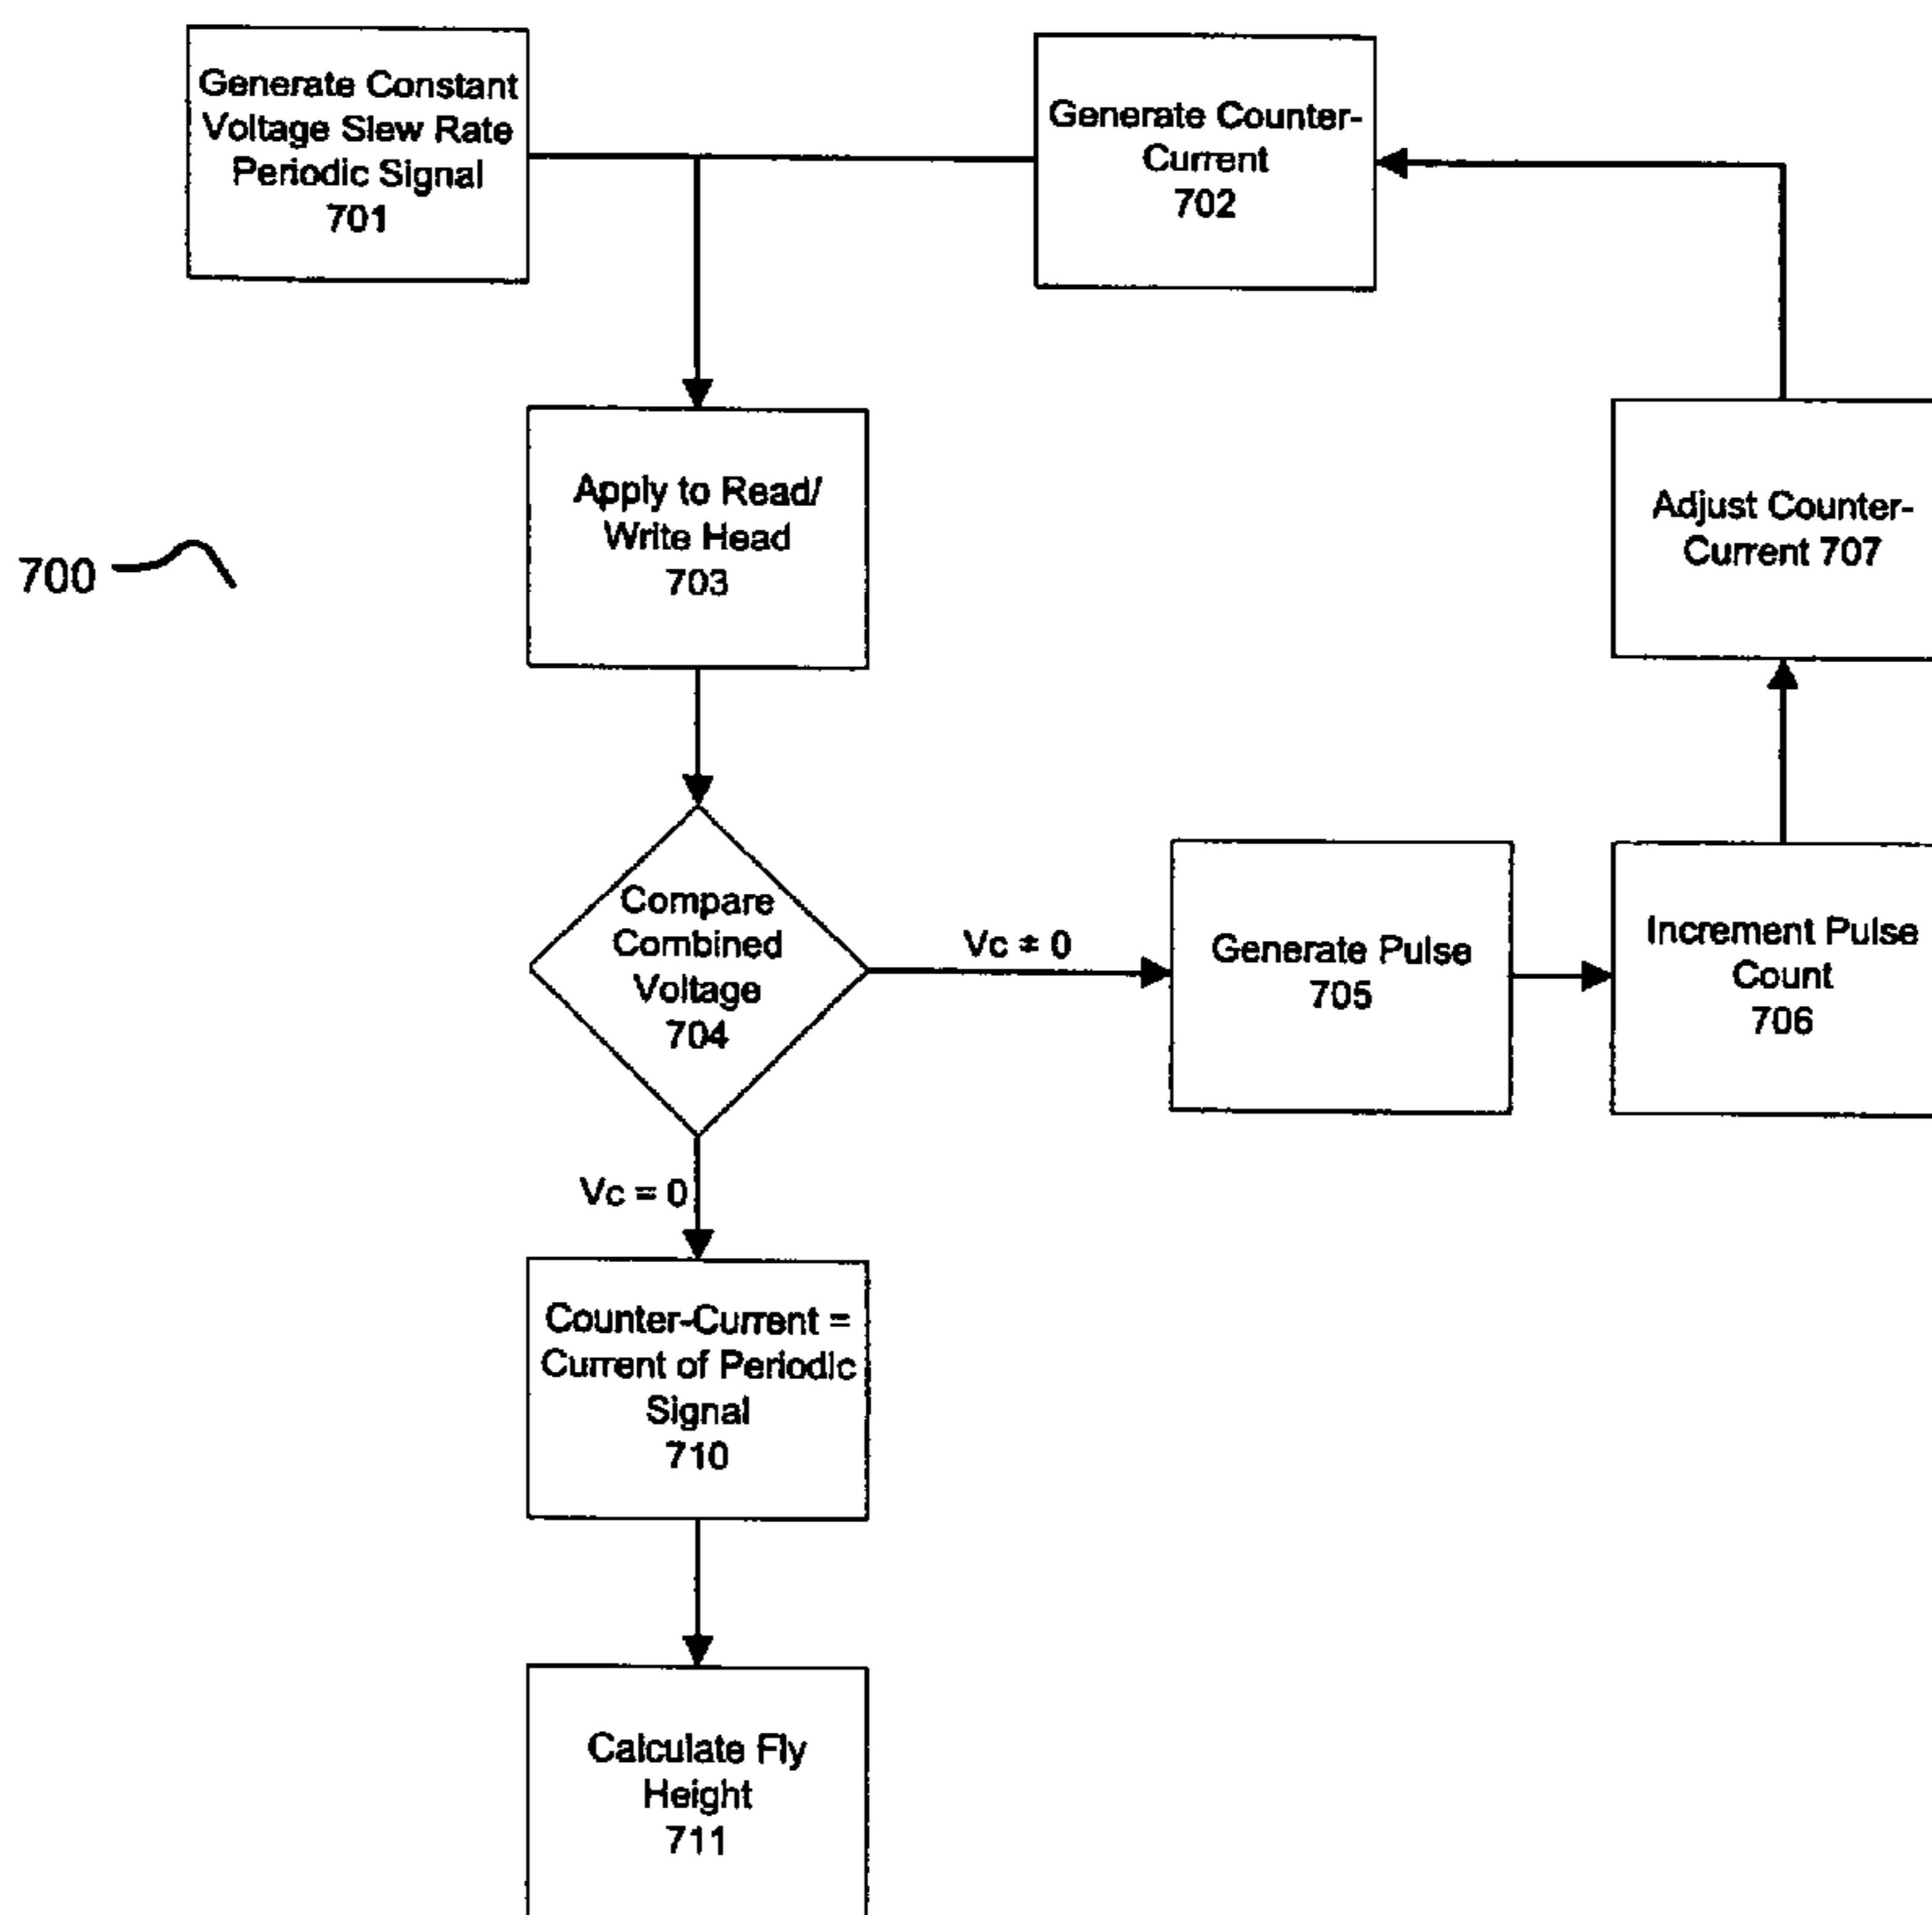 Generate Constant
Voltage Slew Rate
Periodic Signal
701
Generate Counter-
Current
702
Apply to Read/
Write Head
703
700
Adjust Counter-
Current 707
Compare
Combined
Voltage
704
Vc ≠ 0
Generate Pulse
705
Increment Pulse
Count
706
Vc = 0
Counter-Current =
Current of Periodic
Signal
710
Calculate Fly
Height
711